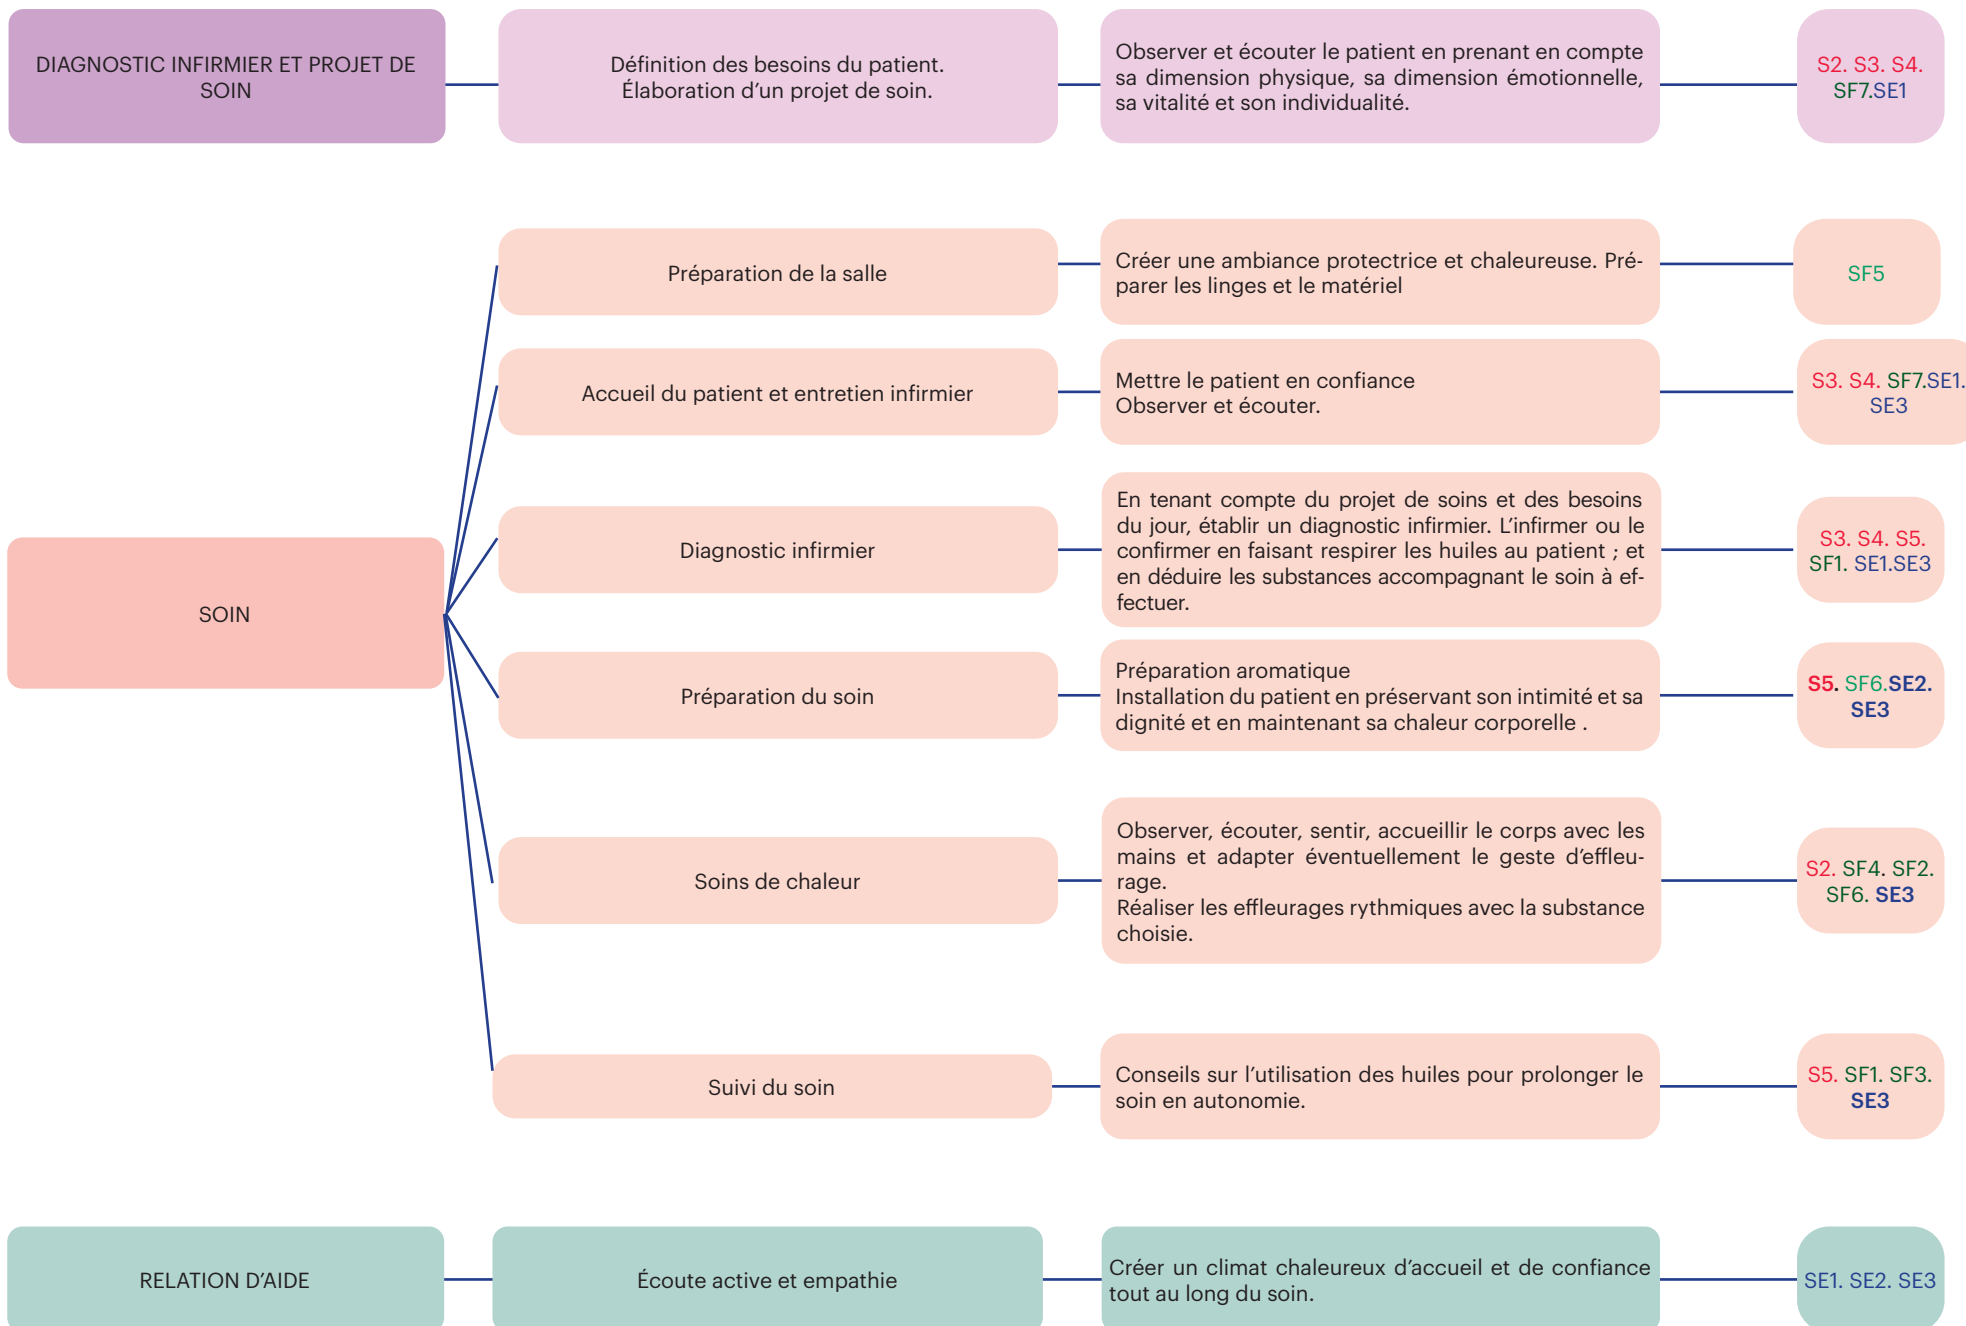 DIAGNOSTIC INFIRMIER ET PROJET DE
SOIN
Définition des besoins du patient.
Élaboration d'un projet de soin.
Observer et écouter le patient en prenant en compte
sa dimension physique, sa dimension émotionnelle,
sa vitalité et son individualité.
S2. S3. S4.
SF7.SE1
SOIN
Préparation de la salle
Créer une ambiance protectrice et chaleureuse. Pré-
parer les linges et le matériel
SF5
Accueil du patient et entretien infirmier
Mettre le patient en confiance
Observer et écouter.
S3. S4. SF7.SE1.
SE3
Diagnostic infirmier
En tenant compte du projet de soins et des besoins
du jour, établir un diagnostic infirmier. L'infirmer ou le
confirmer en faisant respirer les huiles au patient ; et
en déduire les substances accompagnant le soin à ef-
fectuer.
S3. S4. S5.
SF1. SE1.SE3
Préparation du soin
Préparation aromatique
Installation du patient en préservant son intimité et sa
dignité et en maintenant sa chaleur corporelle .
S5. SF6.SE2.
SE3
Soins de chaleur
Observer, écouter, sentir, accueillir le corps avec les
mains et adapter éventuellement le geste d'effleu-
rage.
Réaliser les effleurages rythmiques avec la substance
choisie.
S2. SF4. SF2.
SF6. SE3
Suivi du soin
Conseils sur l'utilisation des huiles pour prolonger le
soin en autonomie.
S5. SF1. SF3.
SE3
RELATION D'AIDE
Écoute active et empathie
Créer un climat chaleureux d'accueil et de confiance
tout au long du soin.
SE1. SE2. SE3